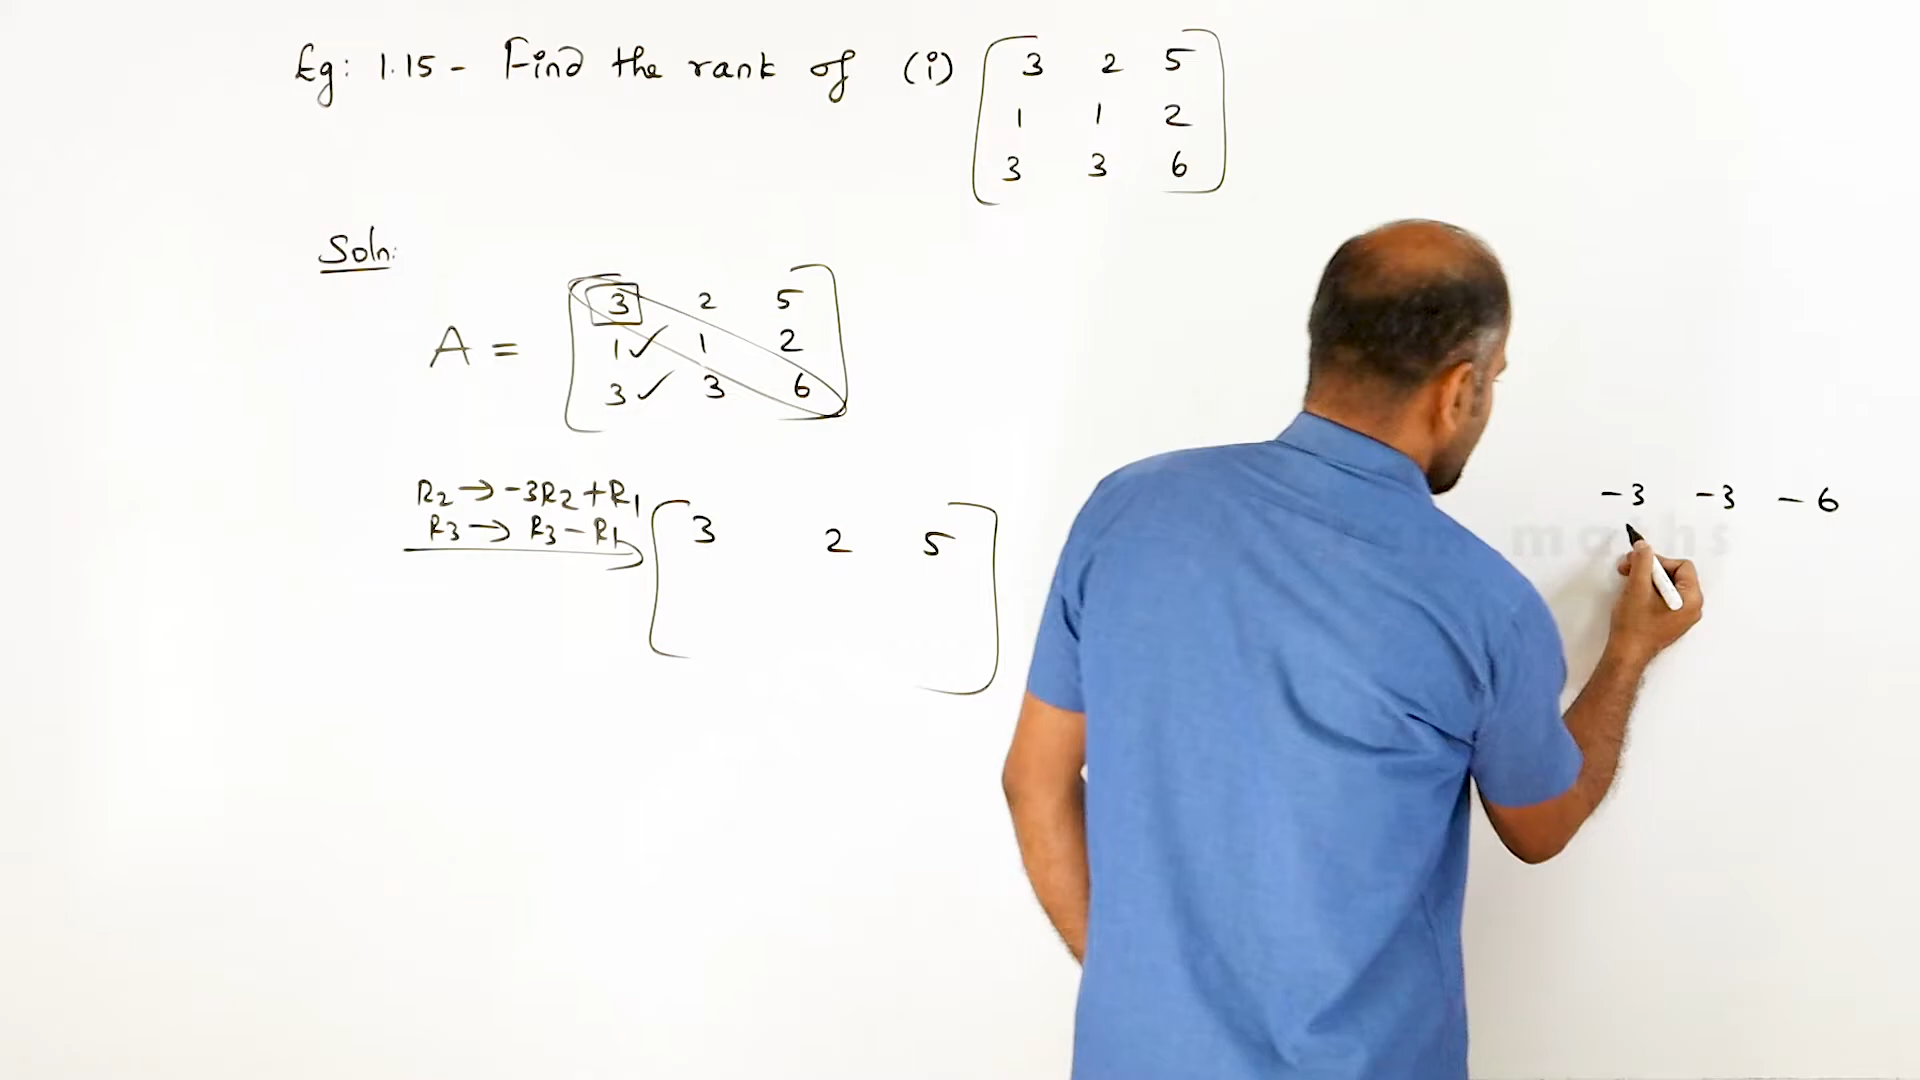 Eg: 1.15 - Find the rank of (i) [3 2 5
1 1 2
3 3 6]
Soln:
A = [3 2 5
1✓ 1 2
3✓ 3 6]
R2 → -3R2 + R1
R3 → R3 - R1
[3 2 5]
-3 -3 -6
maths